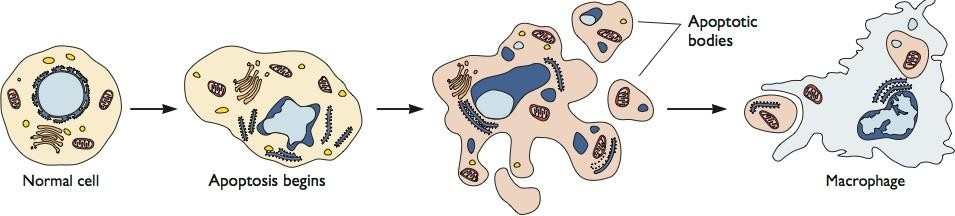 Apoptotic
bodies
Normal cell
Apoptosis begins
Macrophage